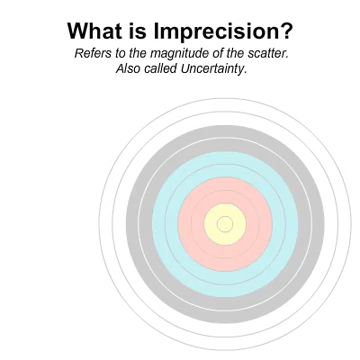 What is Imprecision?
Refers to the magnitude of the scatter.
Also called Uncertainty.